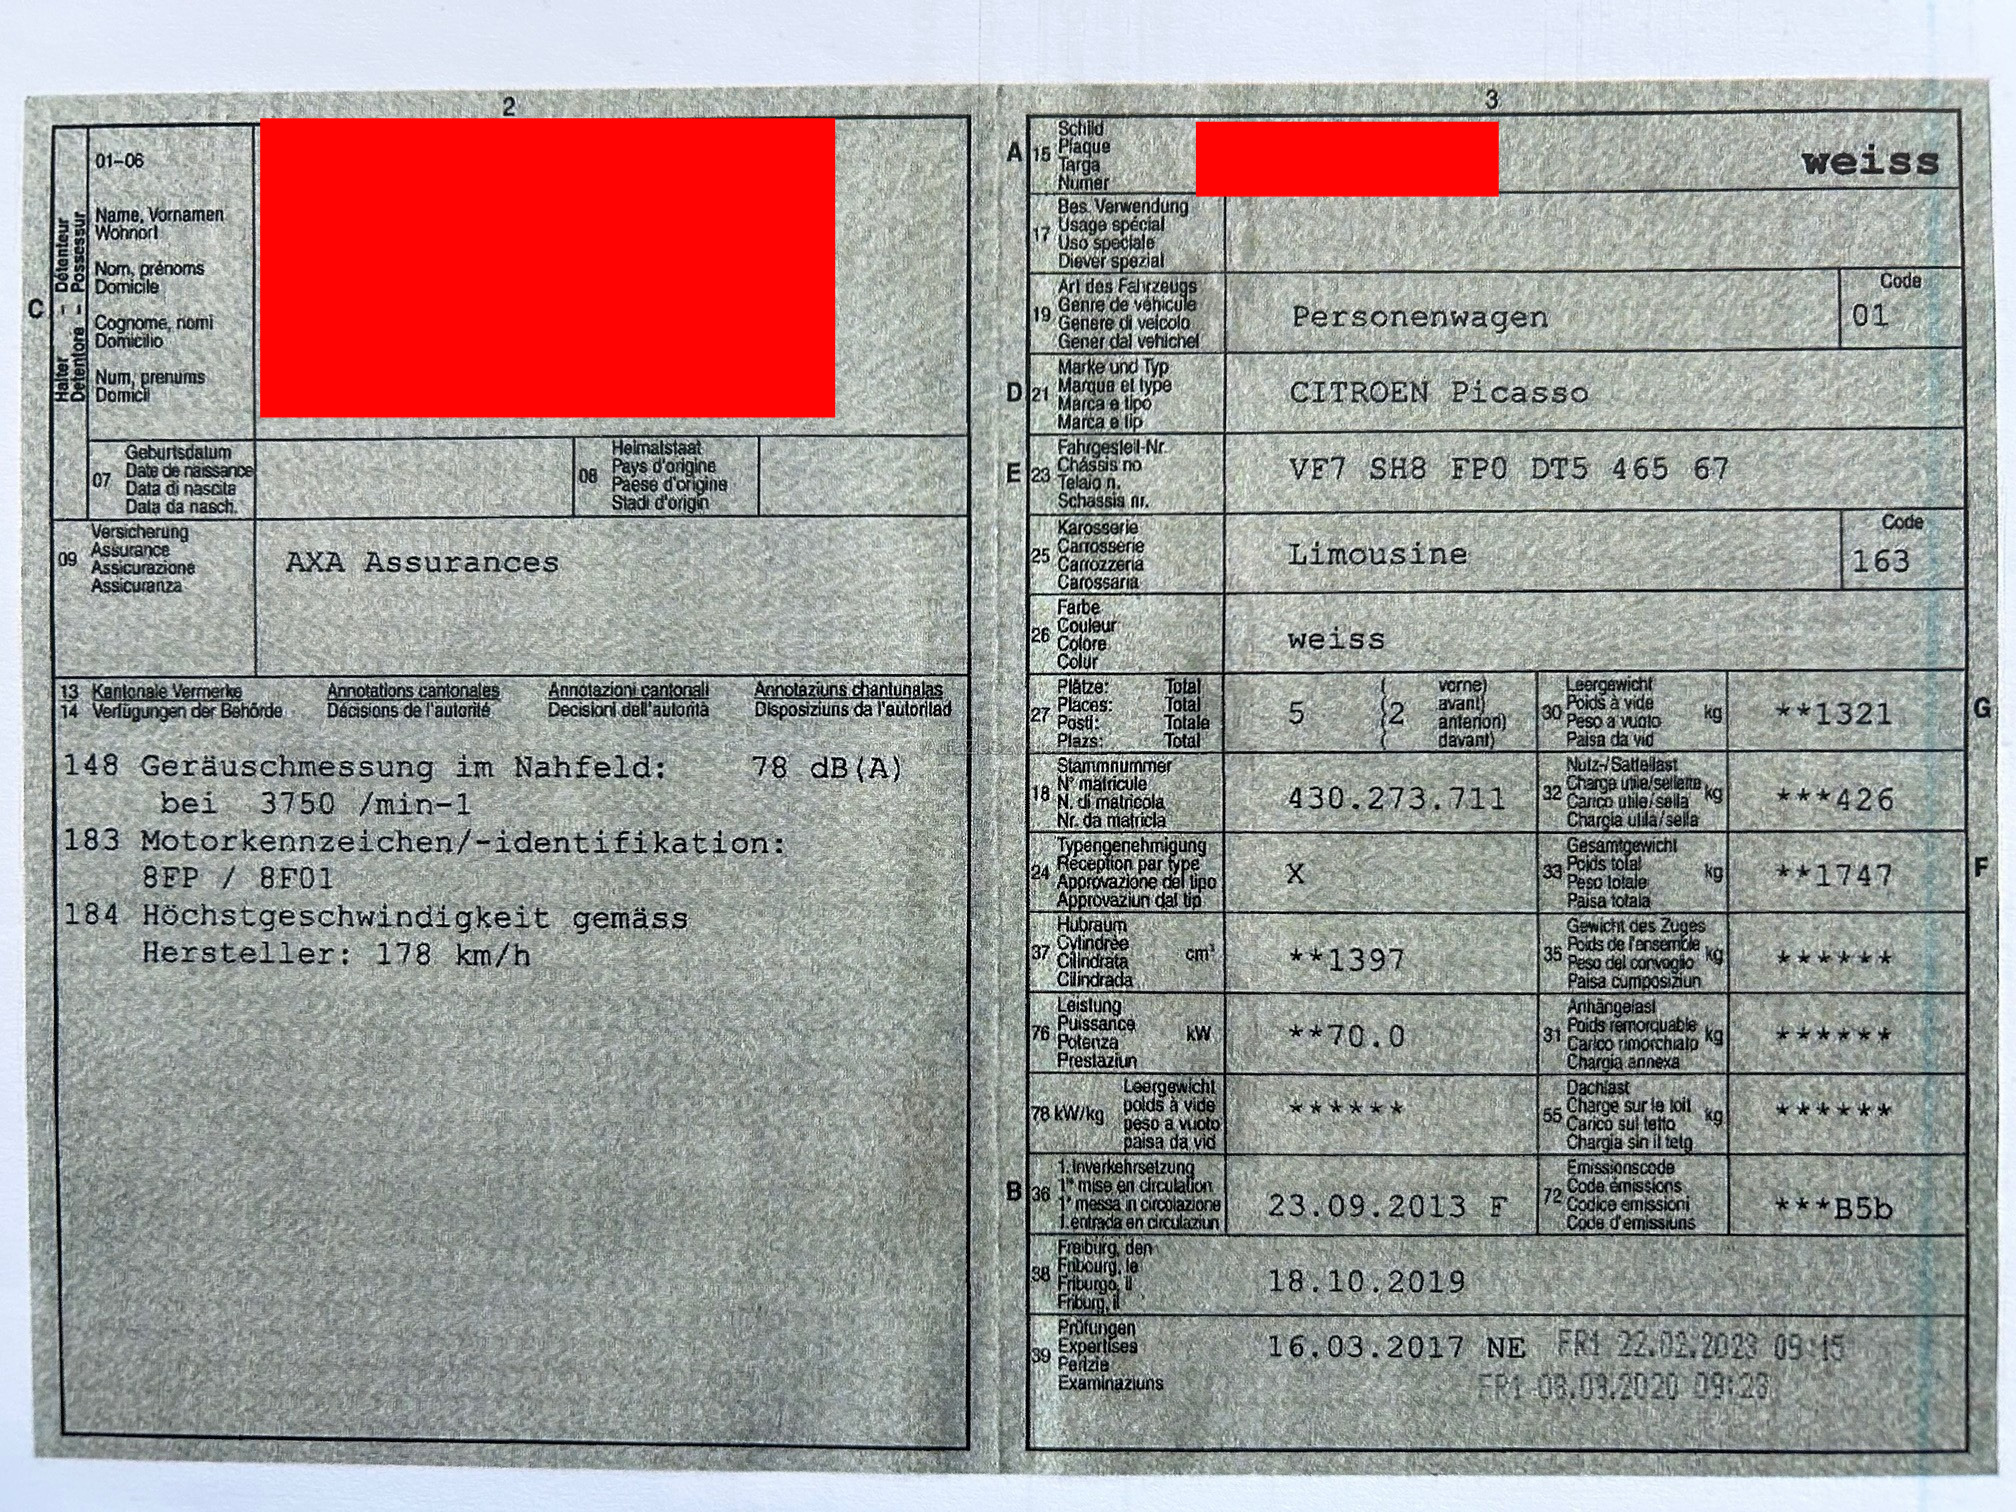 2
01–06
Name, Vornamen
Wohnort
Nom, prénoms
Domicile
Cognome, nomi
Domicilio
Num, prenums
Domicil
C
Halter – Détenteur
Detentore – Possessur
07
Geburtsdatum
Date de naissance
Data di nascita
Data da nasch.
08
Heimatstaat
Pays d'origine
Paese d'origine
Stadi d'origin
09
Versicherung
Assurance
Assicurazione
Assicuranza
AXA Assurances
13 Kantonale Vermerke Annotations cantonales Annotazioni cantonali Annotaziuns chantunalas
14 Verfügungen der Behörde Décisions de l'autorité Decisioni dell'autorità Disposiziuns da l'autoritad
148 Geräuschmessung im Nahfeld: 78 dB(A)
bei 3750 /min-1
183 Motorkennzeichen/-identifikation:
8FP / 8F01
184 Höchstgeschwindigkeit gemäss
Hersteller: 178 km/h
3
A 15
Schild
Plaque
Targa
Numer
weiss
17
Bes. Verwendung
Usage spécial
Uso speciale
Diever spezial
19
Art des Fahrzeugs
Genre de véhicule
Genere di veicolo
Gener dal vehichel
Personenwagen
Code
01
D 21
Marke und Typ
Marque et type
Marca e tipo
Marca e tip
CITROEN Picasso
E 23
Fahrgestell-Nr.
Châssis no
Telaio n.
Schassis nr.
VF7 SH8 FP0 DT5 465 67
25
Karosserie
Carrosserie
Carrozzeria
Carossaria
Limousine
Code
163
26
Farbe
Couleur
Colore
Colur
weiss
27
Plätze: Total
Places: Total
Posti: Totale
Plazs: Total
5 (2
vorne)
avant)
anteriori)
davant)
30
Leergewicht
Poids à vide
Peso a vuoto
Paisa da vid
kg
**1321
G
18
Stammnummer
N° matricule
N. di matricola
Nr. da matricla
430.273.711
32
Nutz-/Sattellast
Charge utile/sellette
Carico utile/sella
Chargia utila/sella
kg
***426
24
Typengenehmigung
Réception par type
Approvazione del tipo
Approvaziun dal tip
X
33
Gesamtgewicht
Poids total
Peso totale
Paisa totala
kg
**1747
F
37
Hubraum
Cylindrée
Cilindrata
Cilindrada
cm³
**1397
35
Gewicht des Zuges
Poids de l'ensemble
Peso del convoglio
Paisa cumposiziun
kg
******
76
Leistung
Puissance
Potenza
Prestaziun
kW
**70.0
31
Anhängelast
Poids remorquable
Carico rimorchiato
Chargia annexa
kg
******
78 kW/kg
Leergewicht
poids à vide
peso a vuoto
paisa da vid
******
55
Dachlast
Charge sur le toit
Carico sul tetto
Chargia sin il tetg
kg
******
B 36
1. Inverkehrsetzung
1re mise en circulation
1a messa in circolazione
1. entrada en circulaziun
23.09.2013 F
72
Emissionscode
Code émissions
Codice emissioni
Code d'emissiuns
***B5b
38
Freiburg, den
Fribourg, le
Friburgo, il
Friburg, il
18.10.2019
39
Prüfungen
Expertises
Perizie
Examinaziuns
16.03.2017 NE FR1 22.02.2023 09:15
FR1 03.09.2020 09:28